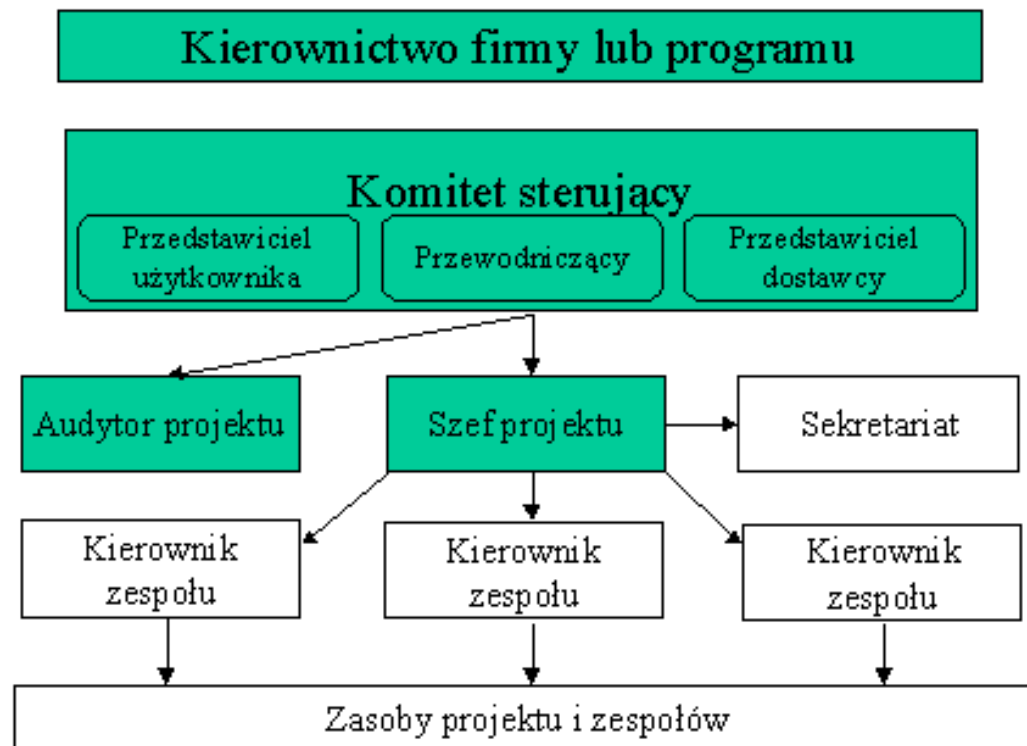 Kierownictwo firmy lub programu
Komitet sterujący
Przedstawiciel
użytkownika
Przewodniczący
Przedstawiciel
dostawcy
Audytor projektu
Szef projektu
Sekretariat
Kierownik
zespołu
Kierownik
zespołu
Kierownik
zespołu
Zasoby projektu i zespołów